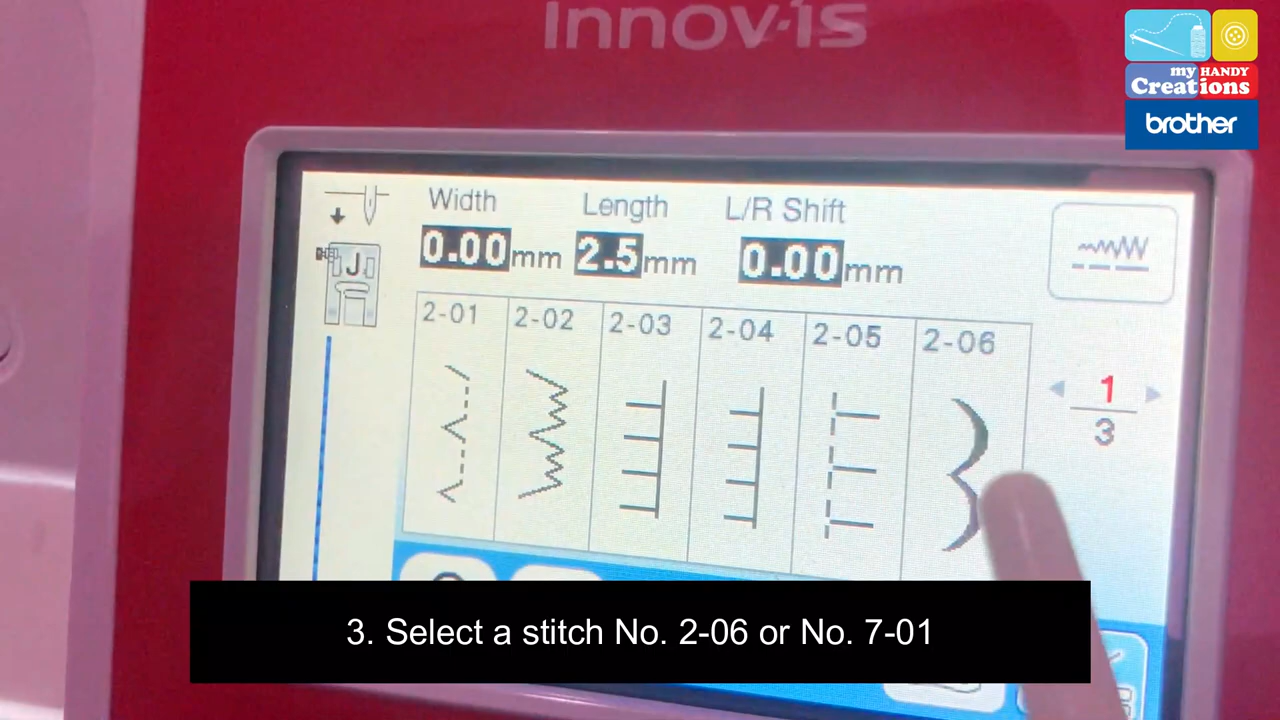 INNOV-IS
my HANDY
Creations
brother
Width Length L/R Shift
0.00mm 2.5mm 0.00mm
J
2-01 2-02 2-03 2-04 2-05 2-06
1
3
3. Select a stitch No. 2-06 or No. 7-01